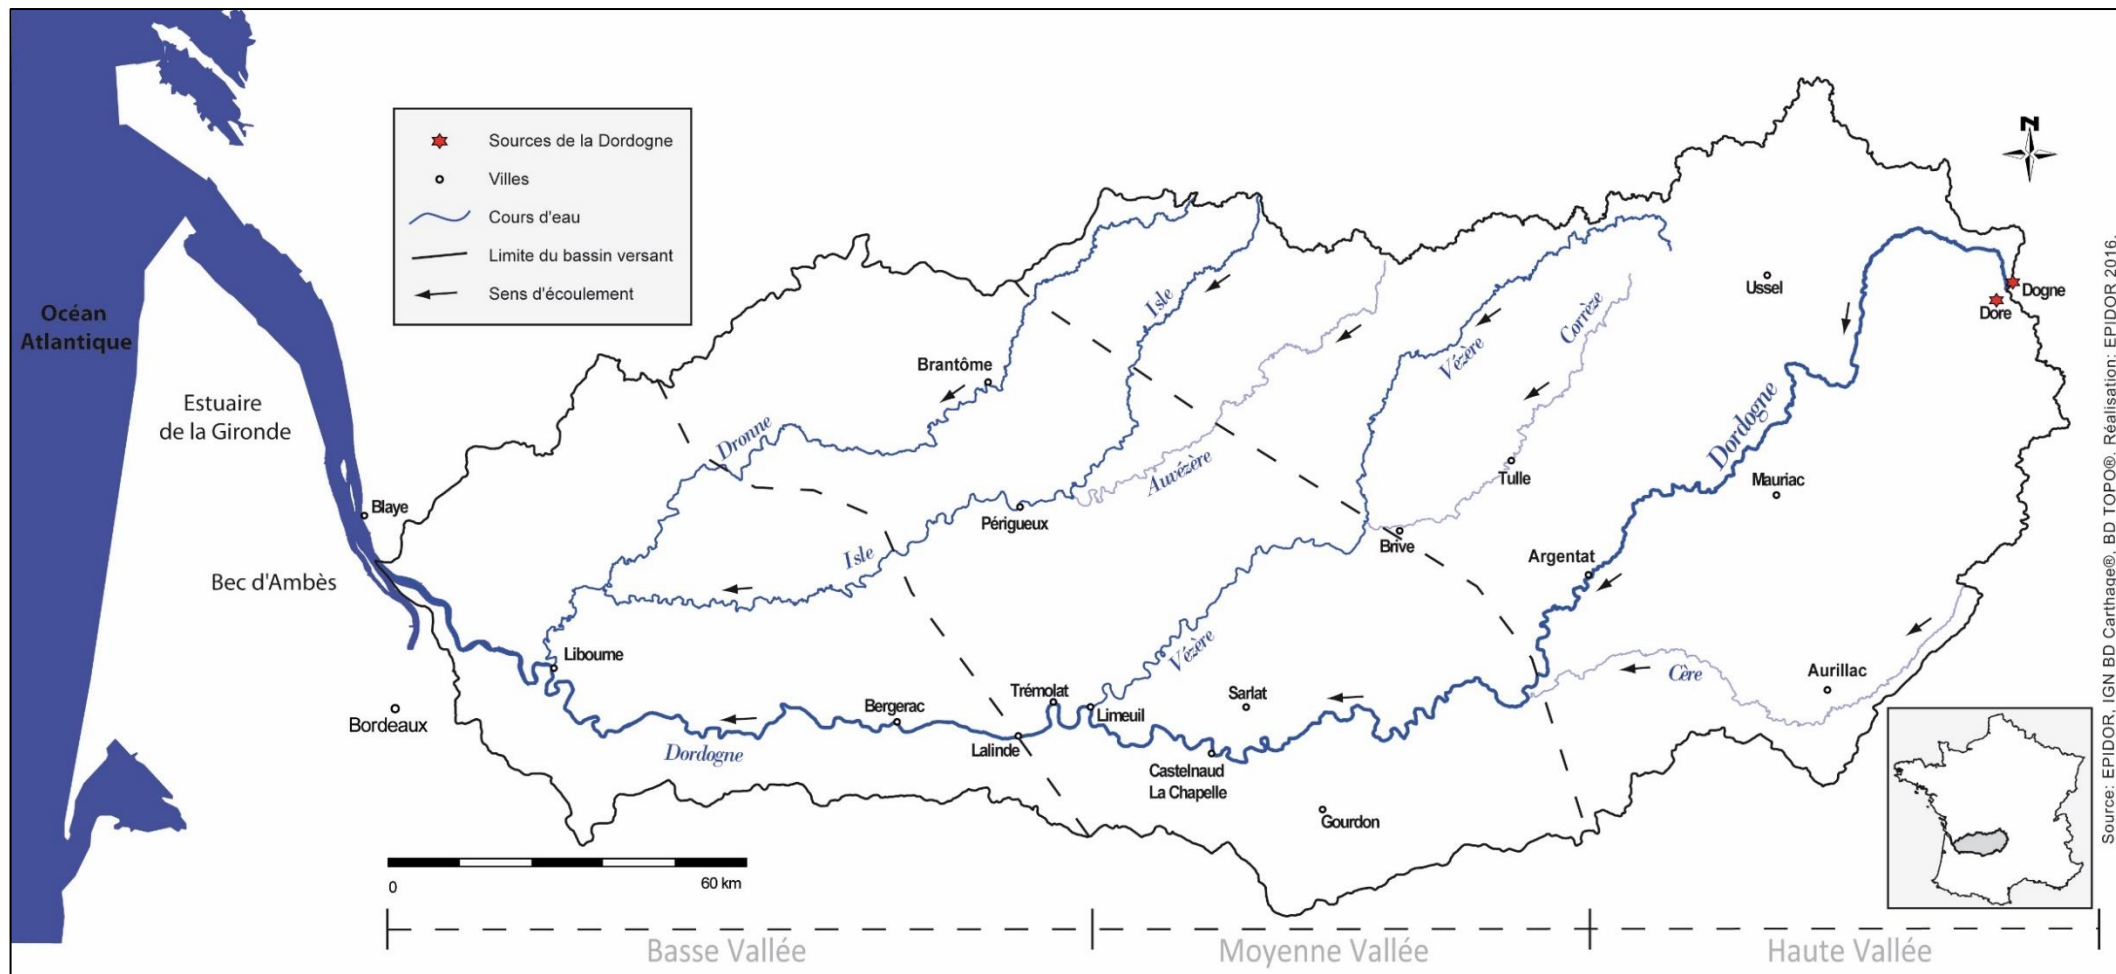 Sources de la Dordogne
Villes
Cours d'eau
Limite du bassin versant
Sens d'écoulement
N
Océan
Atlantique
Estuaire
de la Gironde
Blaye
Bec d'Ambès
Bordeaux
Libourne
Brantôme
Dronne
Isle
Isle
Auvézère
Périgueux
Vézère
Corrèze
Tulle
Brive
Vézère
Ussel
Dogne
Dore
Dordogne
Mauriac
Argentat
Cère
Aurillac
Dordogne
Bergerac
Lalinde
Trémolat
Limeuil
Sarlat
Castelnaud
La Chapelle
Gourdon
0
60 km
Basse Vallée
Moyenne Vallée
Haute Vallée
Source: EPIDOR, IGN BD Carthage®, BD TOPO®. Réalisation: EPIDOR 2016.